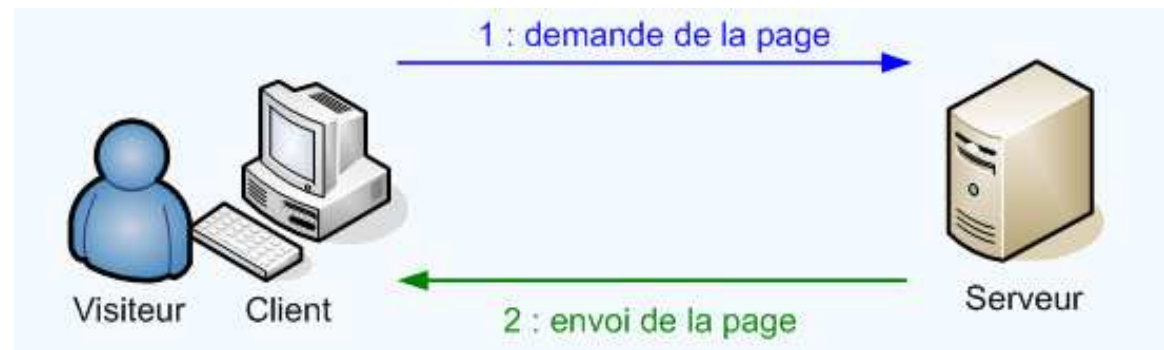 1 : demande de la page
Visiteur
Client
Serveur
2 : envoi de la page